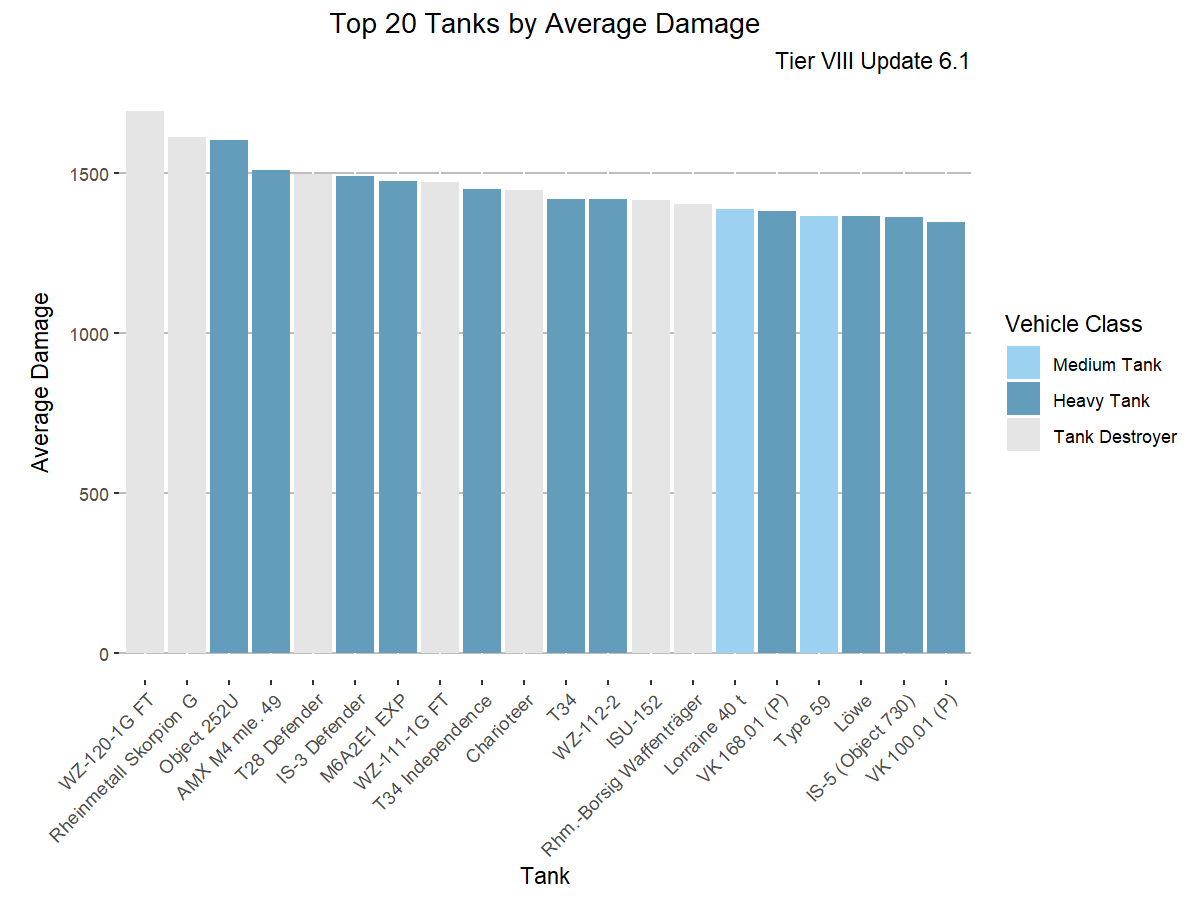 Top 20 Tanks by Average Damage
Tier VIII Update 6.1
Average Damage
1500
1000
500
0
WZ-120-1G FT
Rheinmetall Skorpion G
Object 252U
AMX M4 mle. 49
T28 Defender
IS-3 Defender
M6A2E1 EXP
WZ-111-1G FT
T34 Independence
Charioteer
T34
WZ-112-2
ISU-152
Rhm.-Borsig Waffenträger
Lorraine 40 t
VK 168.01 (P)
Type 59
Löwe
IS-5 (Object 730)
VK 100.01 (P)
Tank
Vehicle Class
Medium Tank
Heavy Tank
Tank Destroyer